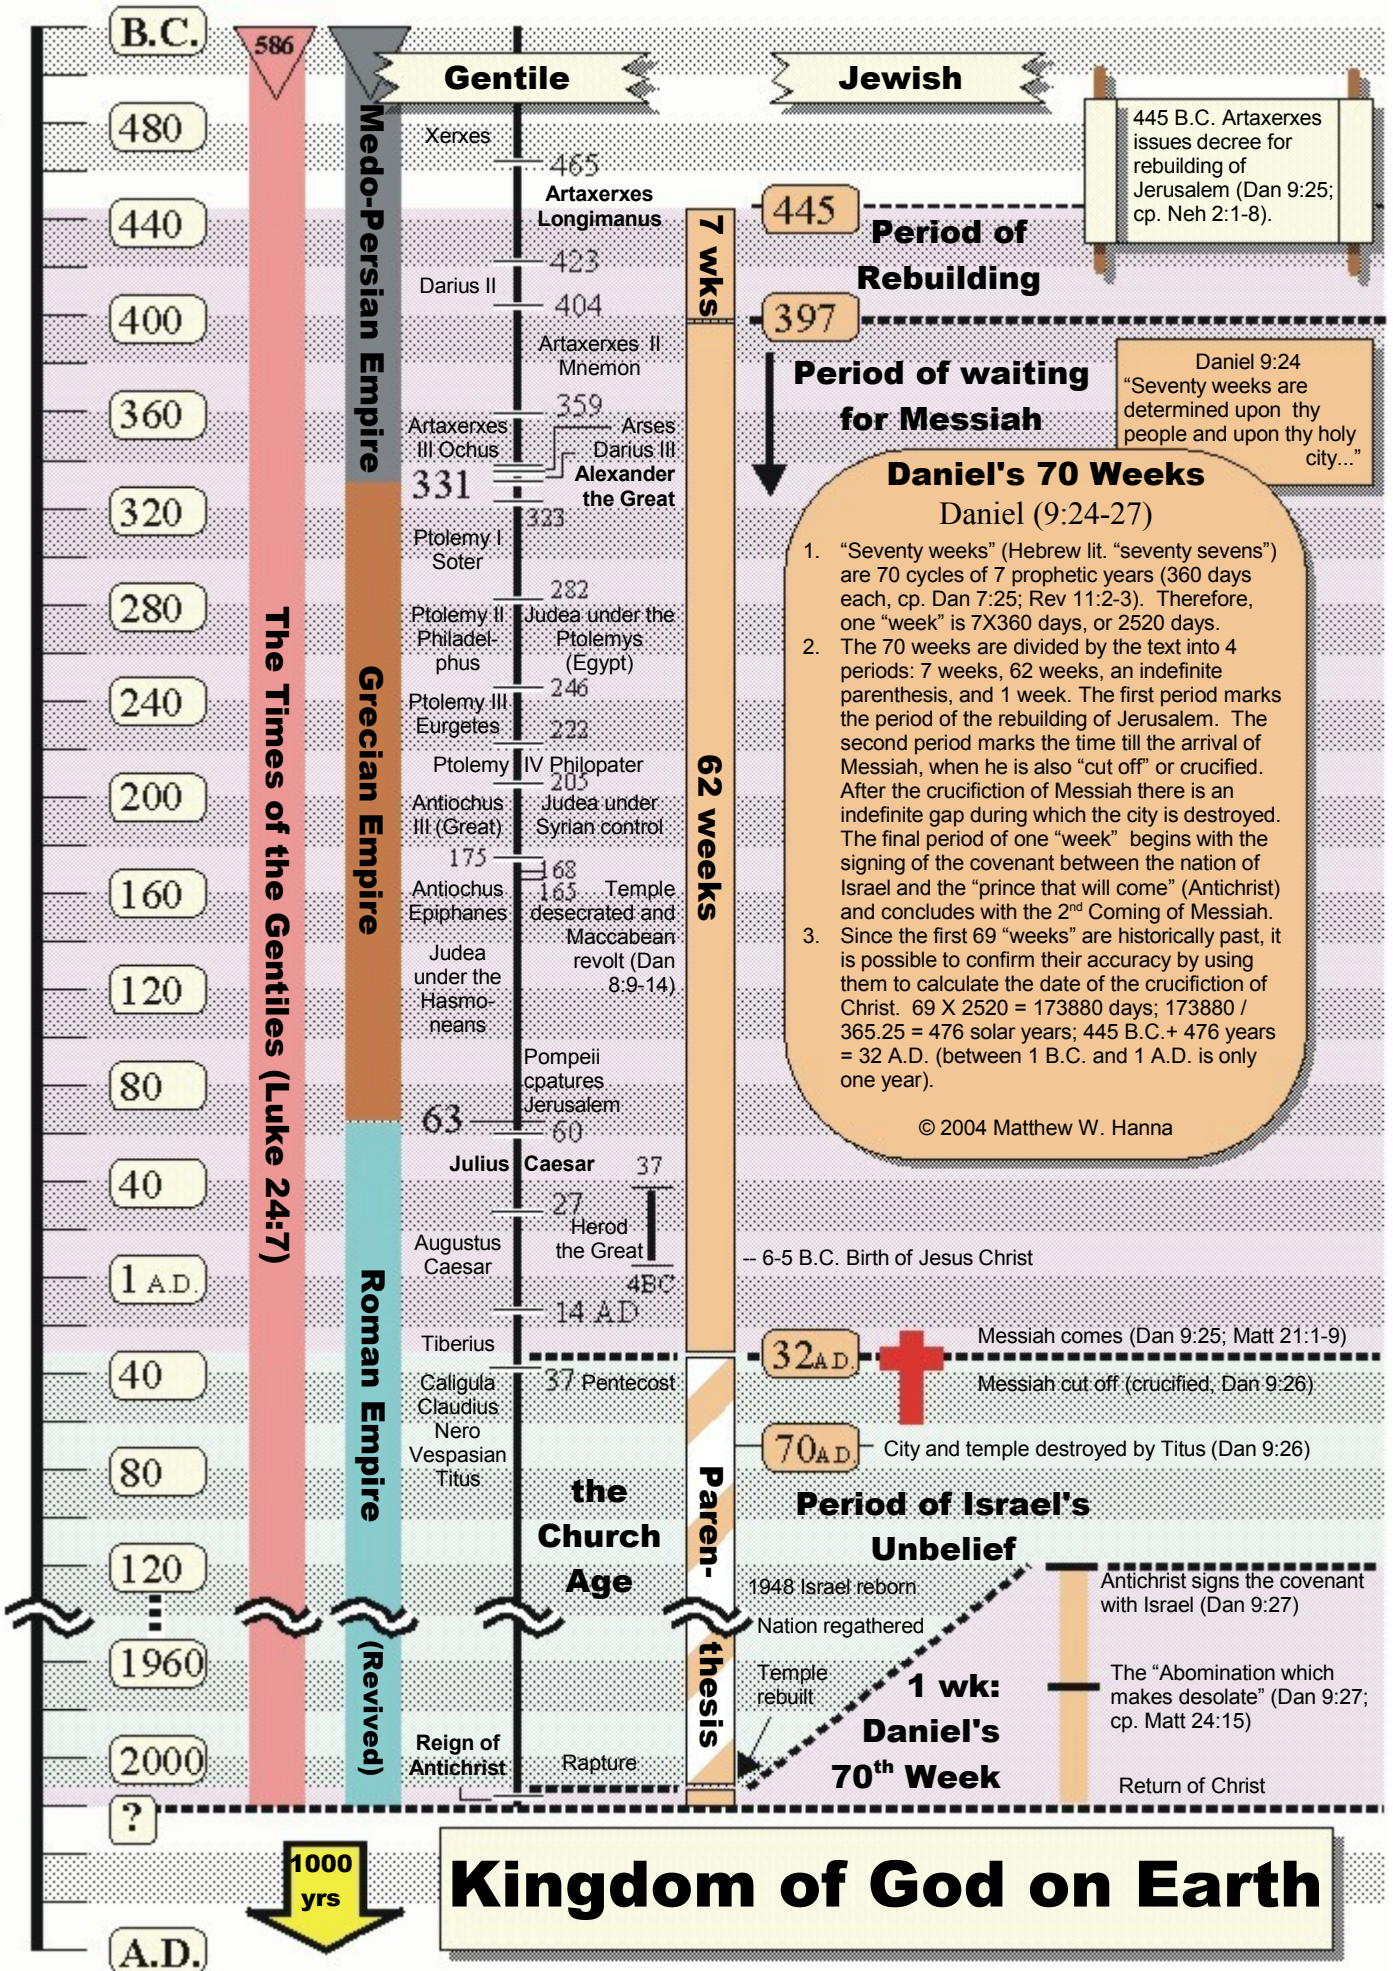 B.C.
480
440
400
360
320
280
240
200
160
120
80
40
1 A.D.
40
80
120
1960
2000
?
A.D.
586
The Times of the Gentiles (Luke 24:7)
1000
yrs
Medo-Persian Empire
Grecian Empire
Roman Empire
(Revived)
Gentile
Xerxes
465
Artaxerxes
Longimanus
423
Darius II
404
Artaxerxes II
Mnemon
359
Artaxerxes
III Ochus
Arses
Darius III
331
Alexander
the Great
323
Ptolemy I
Soter
282
Ptolemy II
Philadel-
phus
Judea under the
Ptolemys
(Egypt)
246
Ptolemy III
Eurgetes
222
Ptolemy IV Philopater
205
Antiochus
III (Great)
Judea under
Syrian control
175
168
165
Antiochus
Epiphanes
Temple
desecrated and
Maccabean
revolt (Dan
8:9-14)
Judea
under the
Hasmo-
neans
Pompeii
cpatures
Jerusalem
63
60
Julius Caesar
37
27
Herod
the Great
4BC
Augustus
Caesar
14 AD
Tiberius
37 Pentecost
Caligula
Claudius
Nero
Vespasian
Titus
the
Church
Age
Reign of
Antichrist
Rapture
7 wks
62 weeks
Paren-
thesis
Jewish
445 B.C. Artaxerxes
issues decree for
rebuilding of
Jerusalem (Dan 9:25;
cp. Neh 2:1-8).
445
Period of
Rebuilding
397
Period of waiting
for Messiah
Daniel 9:24
“Seventy weeks are
determined upon thy
people and upon thy holy
city...”
Daniel's 70 Weeks
Daniel (9:24-27)
1. “Seventy weeks” (Hebrew lit. “seventy sevens”)
are 70 cycles of 7 prophetic years (360 days
each, cp. Dan 7:25; Rev 11:2-3). Therefore,
one “week” is 7X360 days, or 2520 days.
2. The 70 weeks are divided by the text into 4
periods: 7 weeks, 62 weeks, an indefinite
parenthesis, and 1 week. The first period marks
the period of the rebuilding of Jerusalem. The
second period marks the time till the arrival of
Messiah, when he is also “cut off” or crucified.
After the crucifiction of Messiah there is an
indefinite gap during which the city is destroyed.
The final period of one “week” begins with the
signing of the covenant between the nation of
Israel and the “prince that will come” (Antichrist)
and concludes with the 2nd Coming of Messiah.
3. Since the first 69 “weeks” are historically past, it
is possible to confirm their accuracy by using
them to calculate the date of the crucifiction of
Christ. 69 X 2520 = 173880 days; 173880 /
365.25 = 476 solar years; 445 B.C.+ 476 years
= 32 A.D. (between 1 B.C. and 1 A.D. is only
one year).
© 2004 Matthew W. Hanna
-- 6-5 B.C. Birth of Jesus Christ
32 A.D.
Messiah comes (Dan 9:25; Matt 21:1-9)
Messiah cut off (crucified, Dan 9:26)
70 A.D.
City and temple destroyed by Titus (Dan 9:26)
Period of Israel's
Unbelief
1948 Israel reborn
Nation regathered
Temple
rebuilt
1 wk:
Daniel's
70th Week
Antichrist signs the covenant
with Israel (Dan 9:27)
The “Abomination which
makes desolate” (Dan 9:27;
cp. Matt 24:15)
Return of Christ
Kingdom of God on Earth